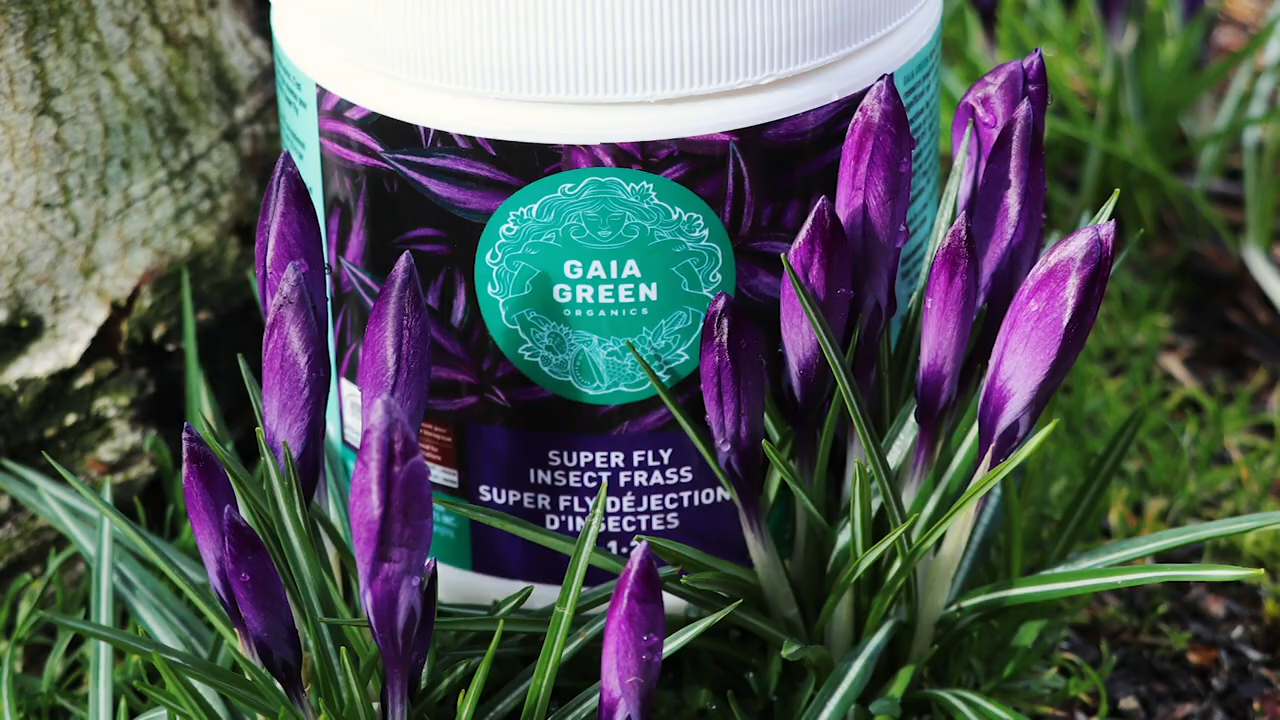 GAIA
GREEN
ORGANICS
SUPER FLY
INSECT FRASS
SUPER FLY DÉJECTION
D'INSECTES